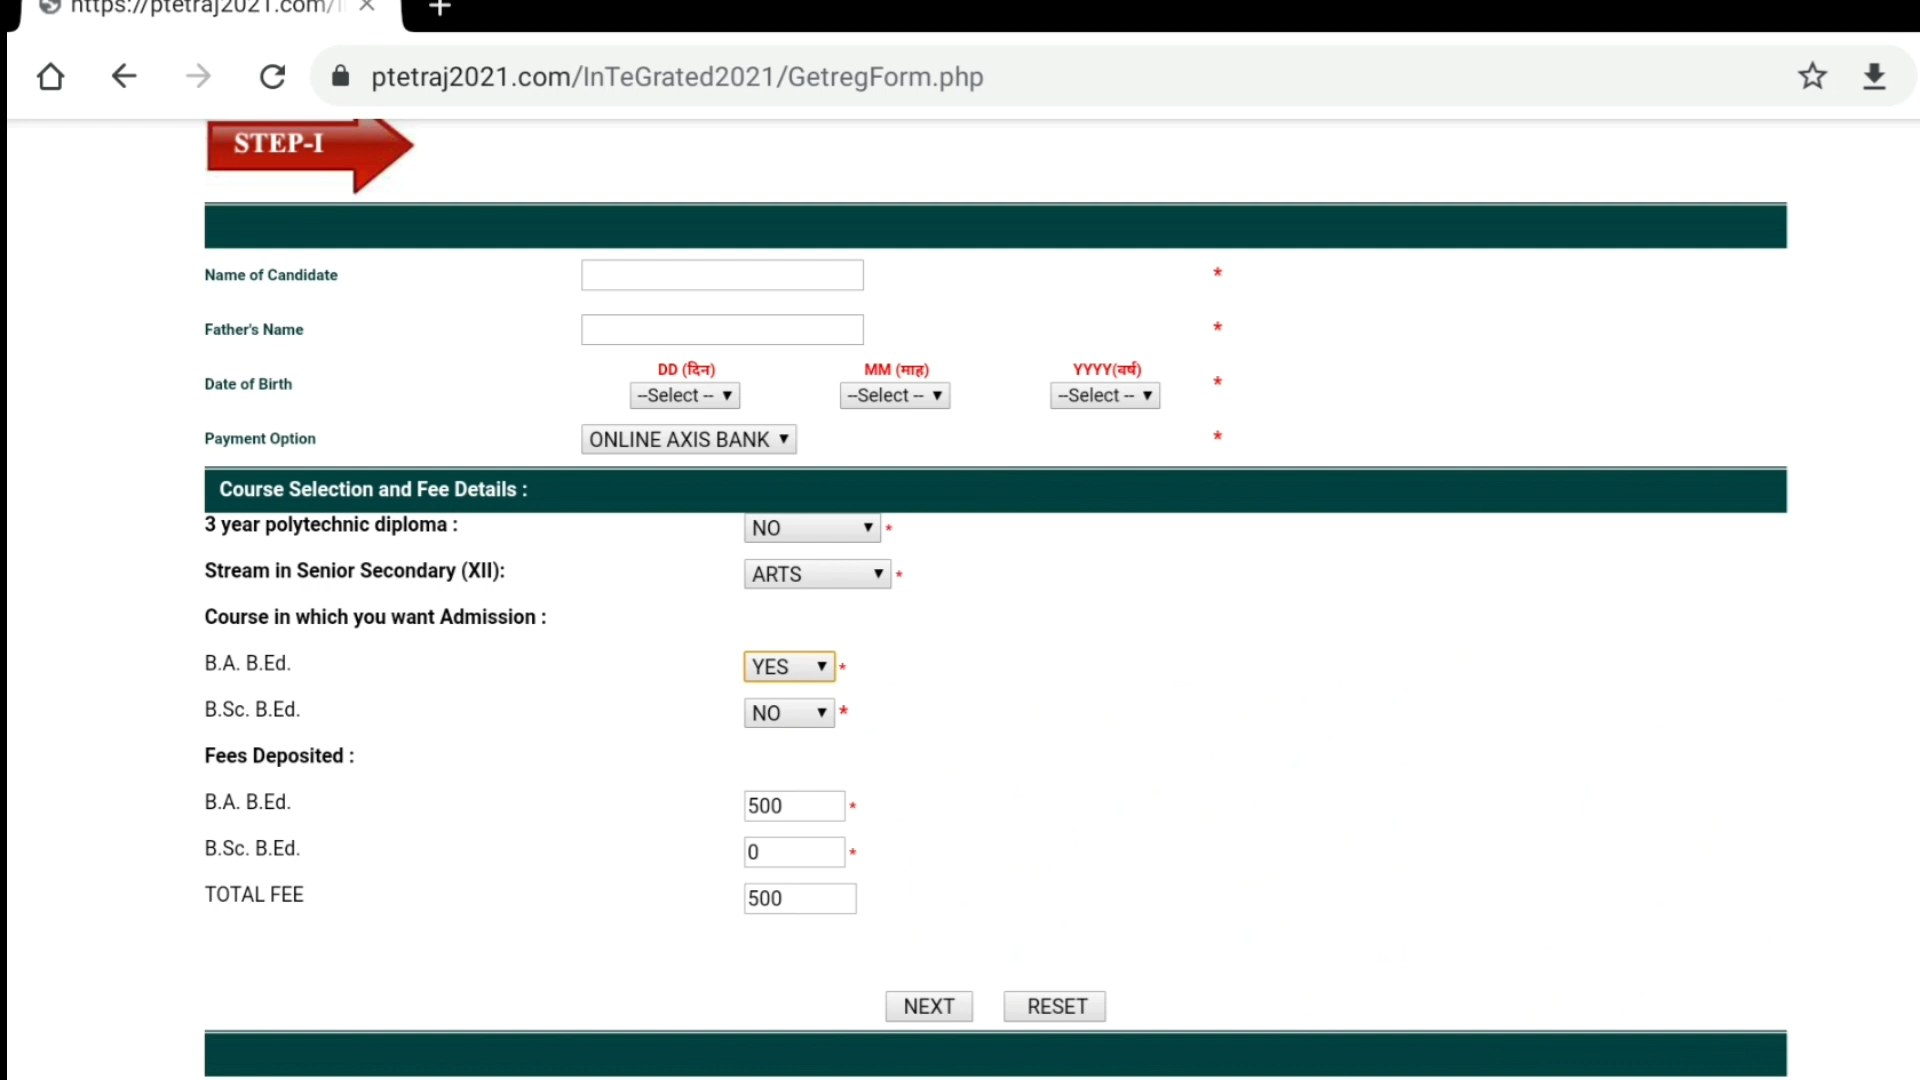 https://ptetraj2021.com/I
ptetraj2021.com/InTeGrated2021/GetregForm.php
STEP-I
Name of Candidate *
Father's Name *
DD (दिन) MM (माह) YYYY(वर्ष)
Date of Birth --Select -- --Select -- --Select -- *
Payment Option ONLINE AXIS BANK *
Course Selection and Fee Details :
3 year polytechnic diploma : NO *
Stream in Senior Secondary (XII): ARTS *
Course in which you want Admission :
B.A. B.Ed. YES *
B.Sc. B.Ed. NO *
Fees Deposited :
B.A. B.Ed. 500 *
B.Sc. B.Ed. 0 *
TOTAL FEE 500
NEXT RESET